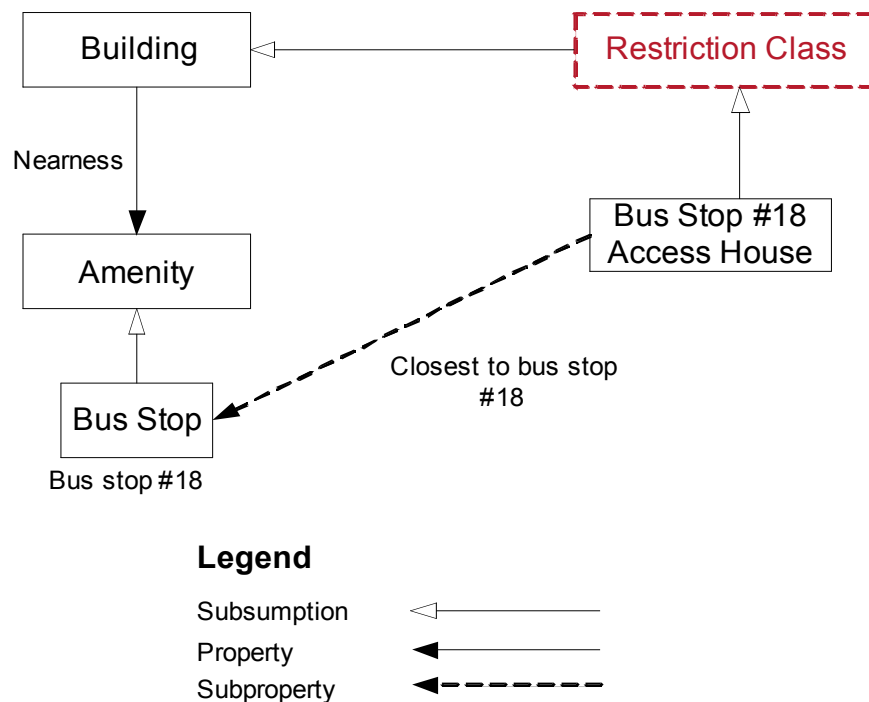 Building
Restriction Class
Nearness
Bus Stop #18
Access House
Amenity
Closest to bus stop
#18
Bus Stop
Bus stop #18
Legend
Subsumption
Property
Subproperty